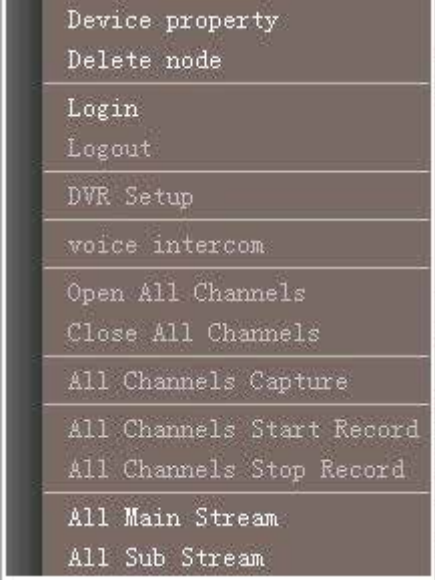 Device property
Delete node
Login
Logout
DVR Setup
voice intercom
Open All Channels
Close All Channels
All Channels Capture
All Channels Start Record
All Channels Stop Record
All Main Stream
All Sub Stream